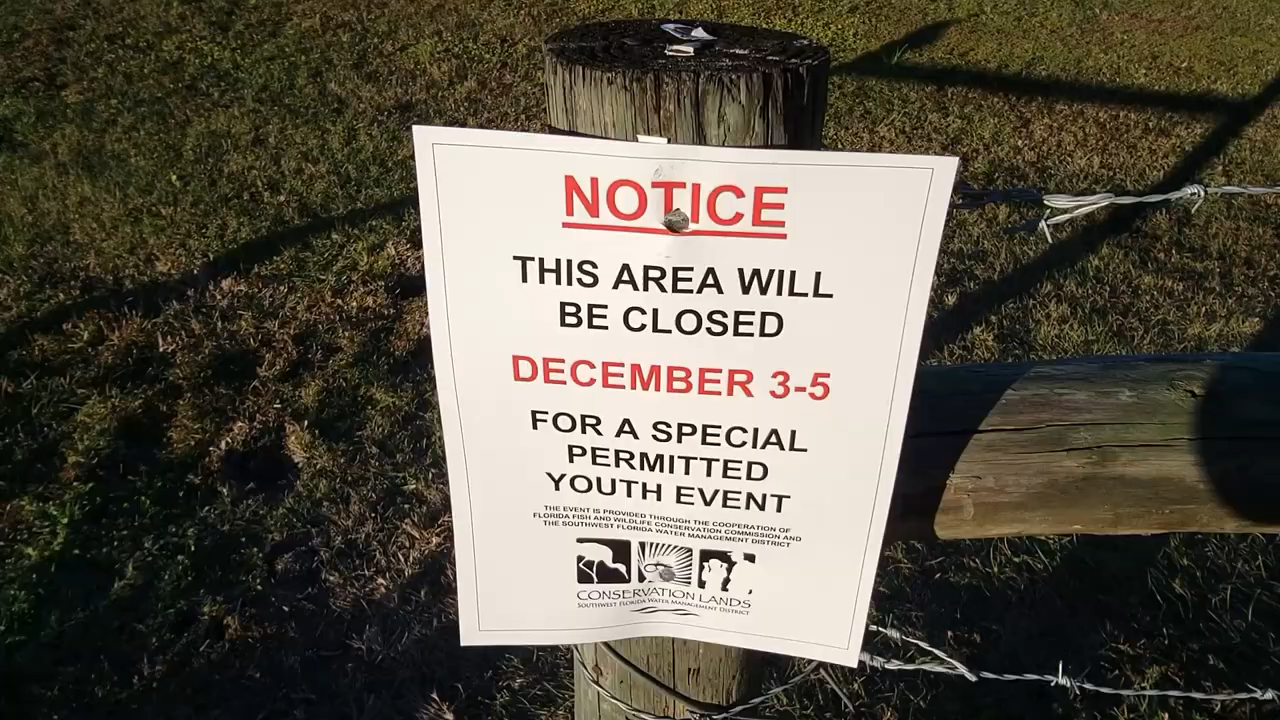 NOTICE
THIS AREA WILL
BE CLOSED
DECEMBER 3-5
FOR A SPECIAL
PERMITTED
YOUTH EVENT
THE EVENT IS PROVIDED THROUGH THE COOPERATION OF
FLORIDA FISH AND WILDLIFE CONSERVATION COMMISSION AND
THE SOUTHWEST FLORIDA WATER MANAGEMENT DISTRICT
CONSERVATION LANDS
SOUTHWEST FLORIDA WATER MANAGEMENT DISTRICT